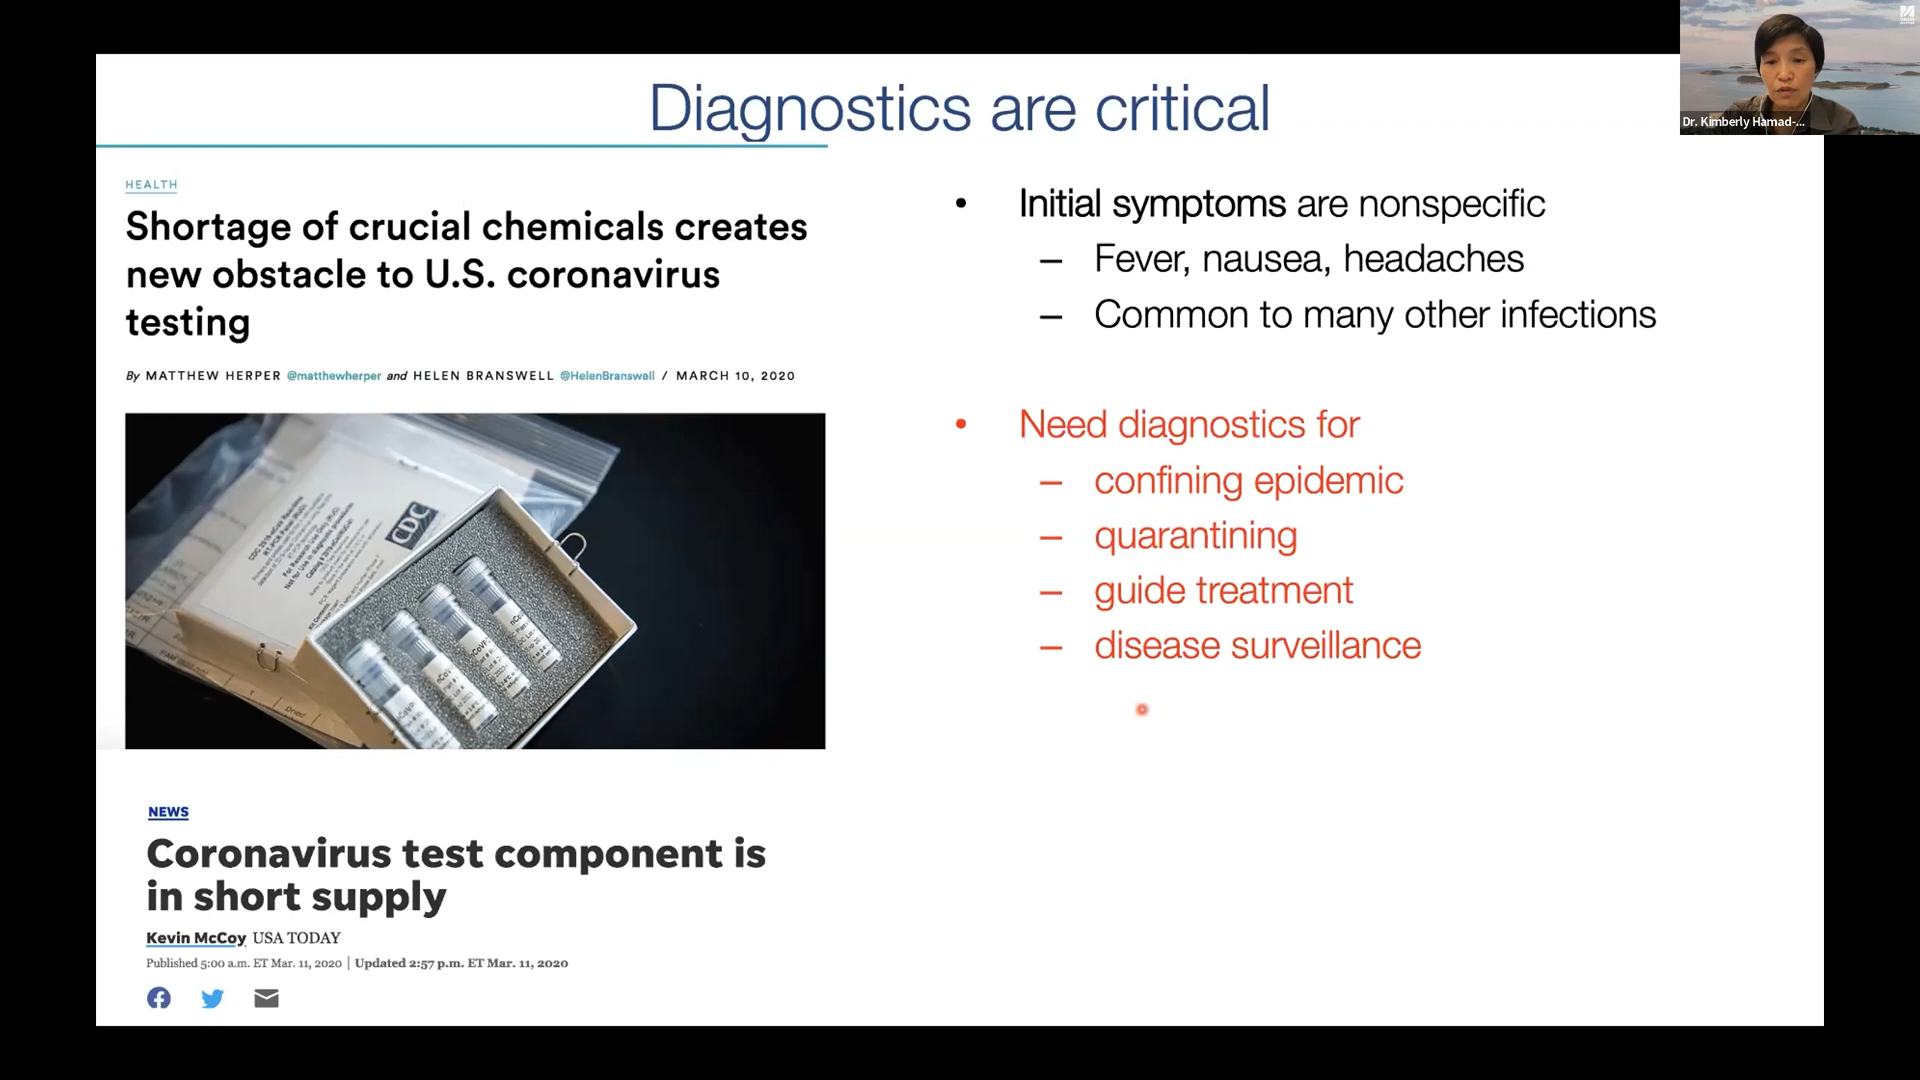 Diagnostics are critical
HEALTH
Shortage of crucial chemicals creates
new obstacle to U.S. coronavirus
testing
By MATTHEW HERPER @matthewherper and HELEN BRANSWELL @HelenBranswell / MARCH 10, 2020
CDC
NEWS
Coronavirus test component is
in short supply
Kevin McCoy USA TODAY
Published 5:00 a.m. ET Mar. 11, 2020 | Updated 2:57 p.m. ET Mar. 11, 2020
• Initial symptoms are nonspecific
– Fever, nausea, headaches
– Common to many other infections
• Need diagnostics for
– confining epidemic
– quarantining
– guide treatment
– disease surveillance
Dr. Kimberly Hamad-...